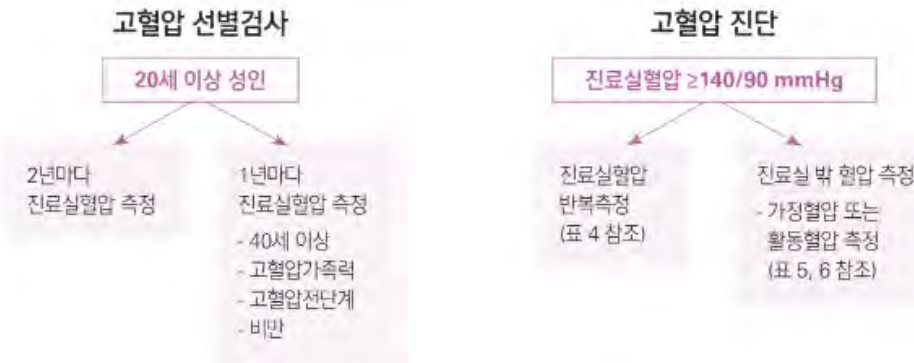 고혈압 선별검사
20세 이상 성인
2년마다
진료실혈압 측정
1년마다
진료실혈압 측정
- 40세 이상
- 고혈압가족력
- 고혈압전단계
- 비만
고혈압 진단
진료실혈압 ≥140/90 mmHg
진료실혈압
반복측정
(표 4 참조)
진료실 밖 혈압 측정
- 가정혈압 또는
활동혈압 측정
(표 5, 6 참조)